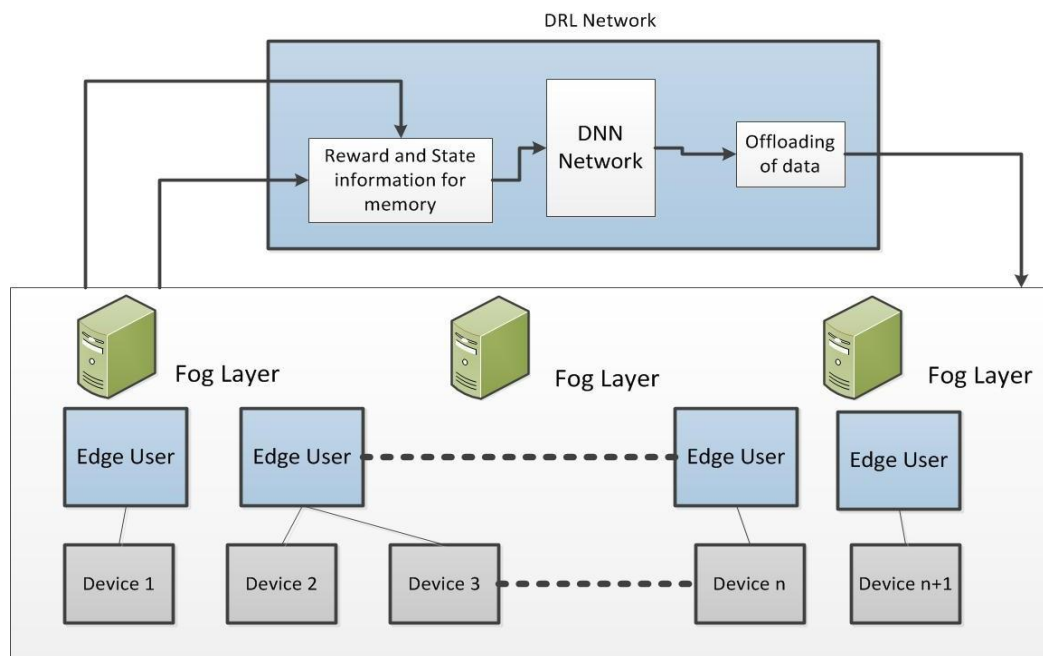 DRL Network
Reward and State
information for
memory
DNN
Network
Offloading
of data
Fog Layer
Fog Layer
Fog Layer
Edge User
Edge User
Edge User
Edge User
Device 1
Device 2
Device 3
Device n
Device n+1